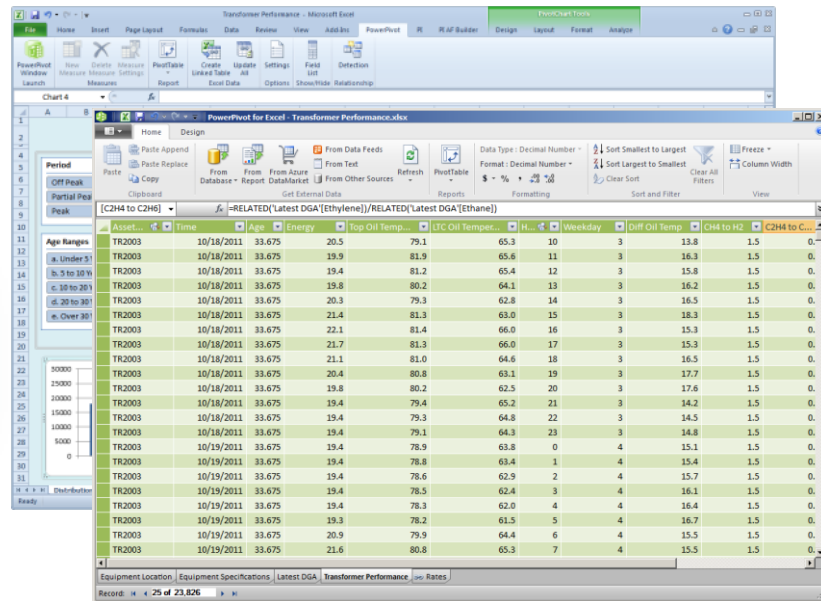 Transformer Performance - Microsoft Excel
PivotChart Tools
File Home Insert Page Layout Formulas Data Review View Add-Ins PowerPivot PI PI AF Builder Design Layout Format Analyze
PowerPivot Window New Measure Delete Measure Measure Settings PivotTable Create Linked Table Update All Settings Field List Detection
Launch Measures Report Excel Data Options Show/Hide Relationship
Chart 4 fx
A B
Period
Off Peak
Partial Peak
Peak
Age Ranges
a. Under 5
b. 5 to 10
c. 10 to 20
d. 20 to 30
e. Over 30
50000
25000
20000
15000
10000
5000
0
Distribution
Ready
PowerPivot for Excel - Transformer Performance.xlsx
Home Design
Paste Paste Append Paste Replace Copy
From Database From Report From Azure DataMarket From Data Feeds From Text From Other Sources Refresh PivotTable
Data Type : Decimal Number Format : Decimal Number $ % , .00 .00
Sort Smallest to Largest Sort Largest to Smallest Clear Sort Clear All Filters Freeze Column Width
Clipboard Get External Data Reports Formatting Sort and Filter View
[C2H4 to C2H6] fx =RELATED('Latest DGA'[Ethylene])/RELATED('Latest DGA'[Ethane])
Asset... Time Age Energy Top Oil Temp... LTC Oil Temper... H... Weekday Diff Oil Temp CH4 to H2 C2H4 to C...
TR2003 10/18/2011 33.675 20.5 79.1 65.3 10 3 13.8 1.5 0.
TR2003 10/18/2011 33.675 19.9 81.9 65.6 11 3 16.3 1.5 0.
TR2003 10/18/2011 33.675 19.4 81.2 65.4 12 3 15.8 1.5 0.
TR2003 10/18/2011 33.675 19.8 80.2 64.1 13 3 16.2 1.5 0.
TR2003 10/18/2011 33.675 20.3 79.3 62.8 14 3 16.5 1.5 0.
TR2003 10/18/2011 33.675 21.4 81.3 63.0 15 3 18.3 1.5 0.
TR2003 10/18/2011 33.675 22.1 81.4 66.0 16 3 15.3 1.5 0.
TR2003 10/18/2011 33.675 21.7 81.3 66.0 17 3 15.3 1.5 0.
TR2003 10/18/2011 33.675 21.1 81.0 64.6 18 3 16.5 1.5 0.
TR2003 10/18/2011 33.675 20.4 80.8 63.1 19 3 17.7 1.5 0.
TR2003 10/18/2011 33.675 19.8 80.2 62.5 20 3 17.6 1.5 0.
TR2003 10/18/2011 33.675 19.4 79.4 65.2 21 3 14.2 1.5 0.
TR2003 10/18/2011 33.675 19.4 79.3 64.8 22 3 14.5 1.5 0.
TR2003 10/18/2011 33.675 19.4 79.1 64.3 23 3 14.8 1.5 0.
TR2003 10/19/2011 33.675 19.4 78.9 63.8 0 4 15.1 1.5 0.
TR2003 10/19/2011 33.675 19.4 78.8 63.4 1 4 15.4 1.5 0.
TR2003 10/19/2011 33.675 19.4 78.6 62.9 2 4 15.7 1.5 0.
TR2003 10/19/2011 33.675 19.4 78.5 62.4 3 4 16.1 1.5 0.
TR2003 10/19/2011 33.675 19.4 78.3 62.0 4 4 16.4 1.5 0.
TR2003 10/19/2011 33.675 19.3 78.2 61.5 5 4 16.7 1.5 0.
TR2003 10/19/2011 33.675 20.9 79.9 64.4 6 4 15.5 1.5 0.
TR2003 10/19/2011 33.675 21.6 80.8 65.3 7 4 15.5 1.5 0.
Equipment Location Equipment Specifications Latest DGA Transformer Performance Rates
Record: 25 of 23,826